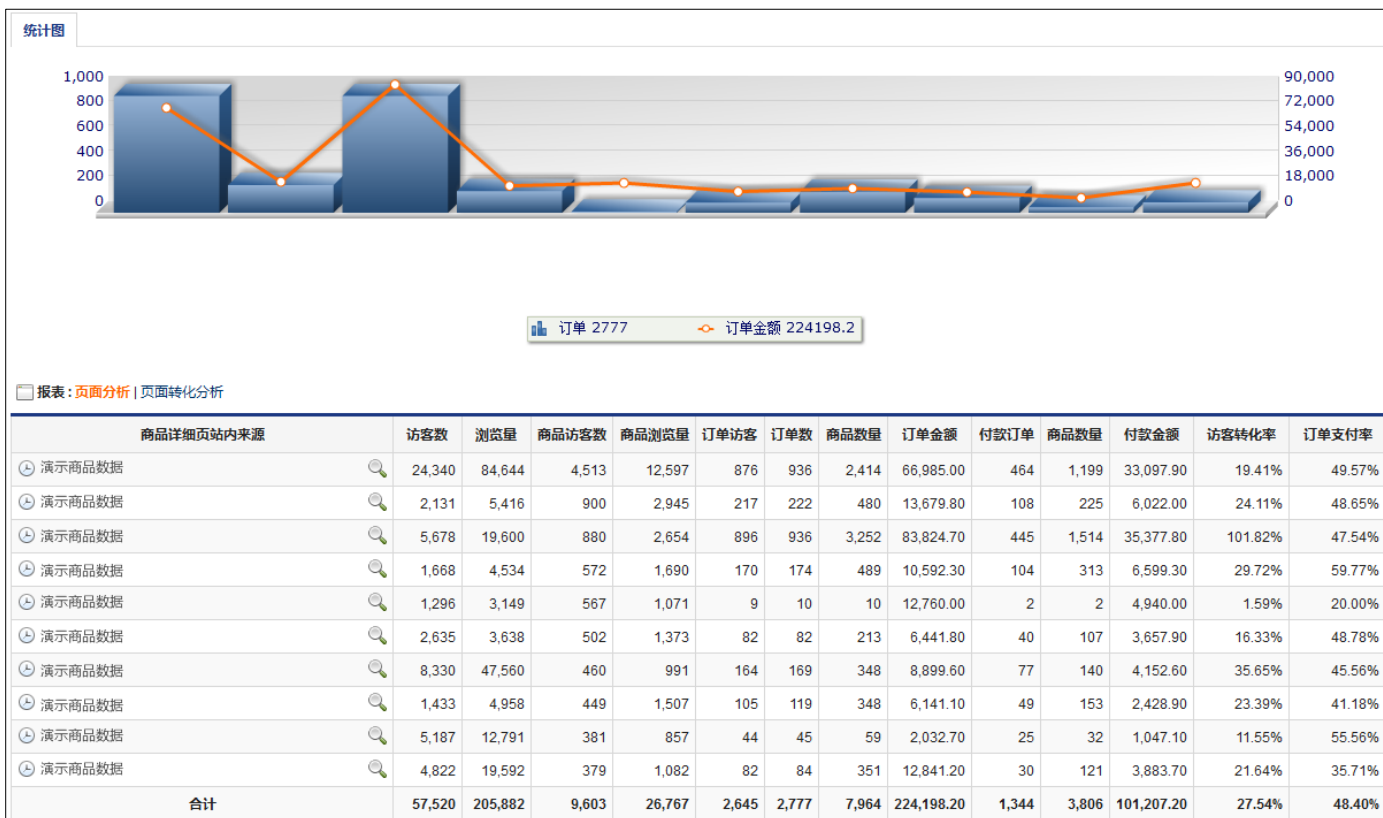 统计图
1,000 90,000
800 72,000
600 54,000
400 36,000
200 18,000
0 0
订单 2777 订单金额 224198.2
报表 : 页面分析 | 页面转化分析
商品详细页站内来源 访客数 浏览量 商品访客数 商品浏览量 订单访客 订单数 商品数量 订单金额 付款订单 商品数量 付款金额 访客转化率 订单支付率
演示商品数据 24,340 84,644 4,513 12,597 876 936 2,414 66,985.00 464 1,199 33,097.90 19.41% 49.57%
演示商品数据 2,131 5,416 900 2,945 217 222 480 13,679.80 108 225 6,022.00 24.11% 48.65%
演示商品数据 5,678 19,600 880 2,654 896 936 3,252 83,824.70 445 1,514 35,377.80 101.82% 47.54%
演示商品数据 1,668 4,534 572 1,690 170 174 489 10,592.30 104 313 6,599.30 29.72% 59.77%
演示商品数据 1,296 3,149 567 1,071 9 10 10 12,760.00 2 2 4,940.00 1.59% 20.00%
演示商品数据 2,635 3,638 502 1,373 82 82 213 6,441.80 40 107 3,657.90 16.33% 48.78%
演示商品数据 8,330 47,560 460 991 164 169 348 8,899.60 77 140 4,152.60 35.65% 45.56%
演示商品数据 1,433 4,958 449 1,507 105 119 348 6,141.10 49 153 2,428.90 23.39% 41.18%
演示商品数据 5,187 12,791 381 857 44 45 59 2,032.70 25 32 1,047.10 11.55% 55.56%
演示商品数据 4,822 19,592 379 1,082 82 84 351 12,841.20 30 121 3,883.70 21.64% 35.71%
合计 57,520 205,882 9,603 26,767 2,645 2,777 7,964 224,198.20 1,344 3,806 101,207.20 27.54% 48.40%